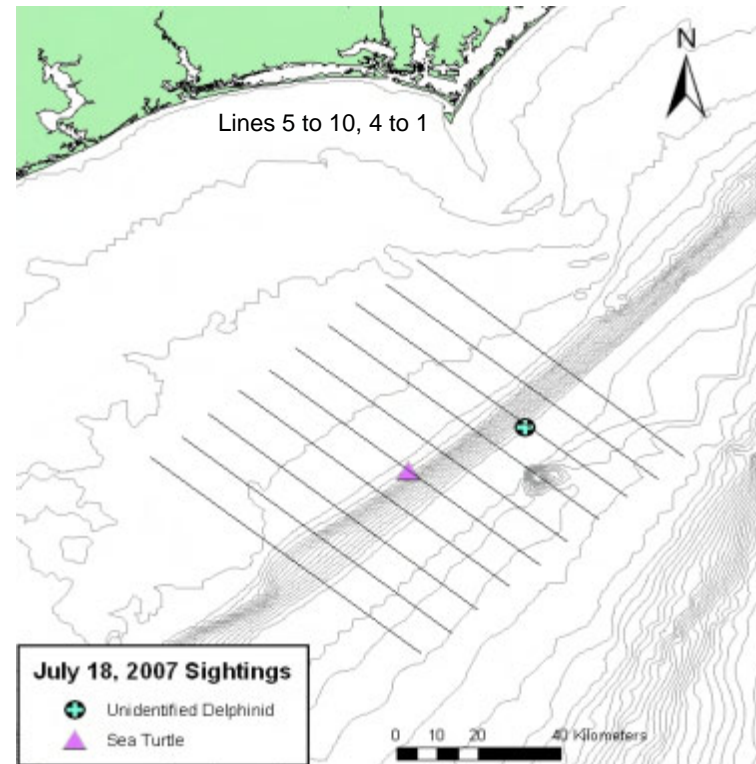 N
Lines 5 to 10, 4 to 1
July 18, 2007 Sightings
Unidentified Delphinid
Sea Turtle
0 10 20 40 Kilometers